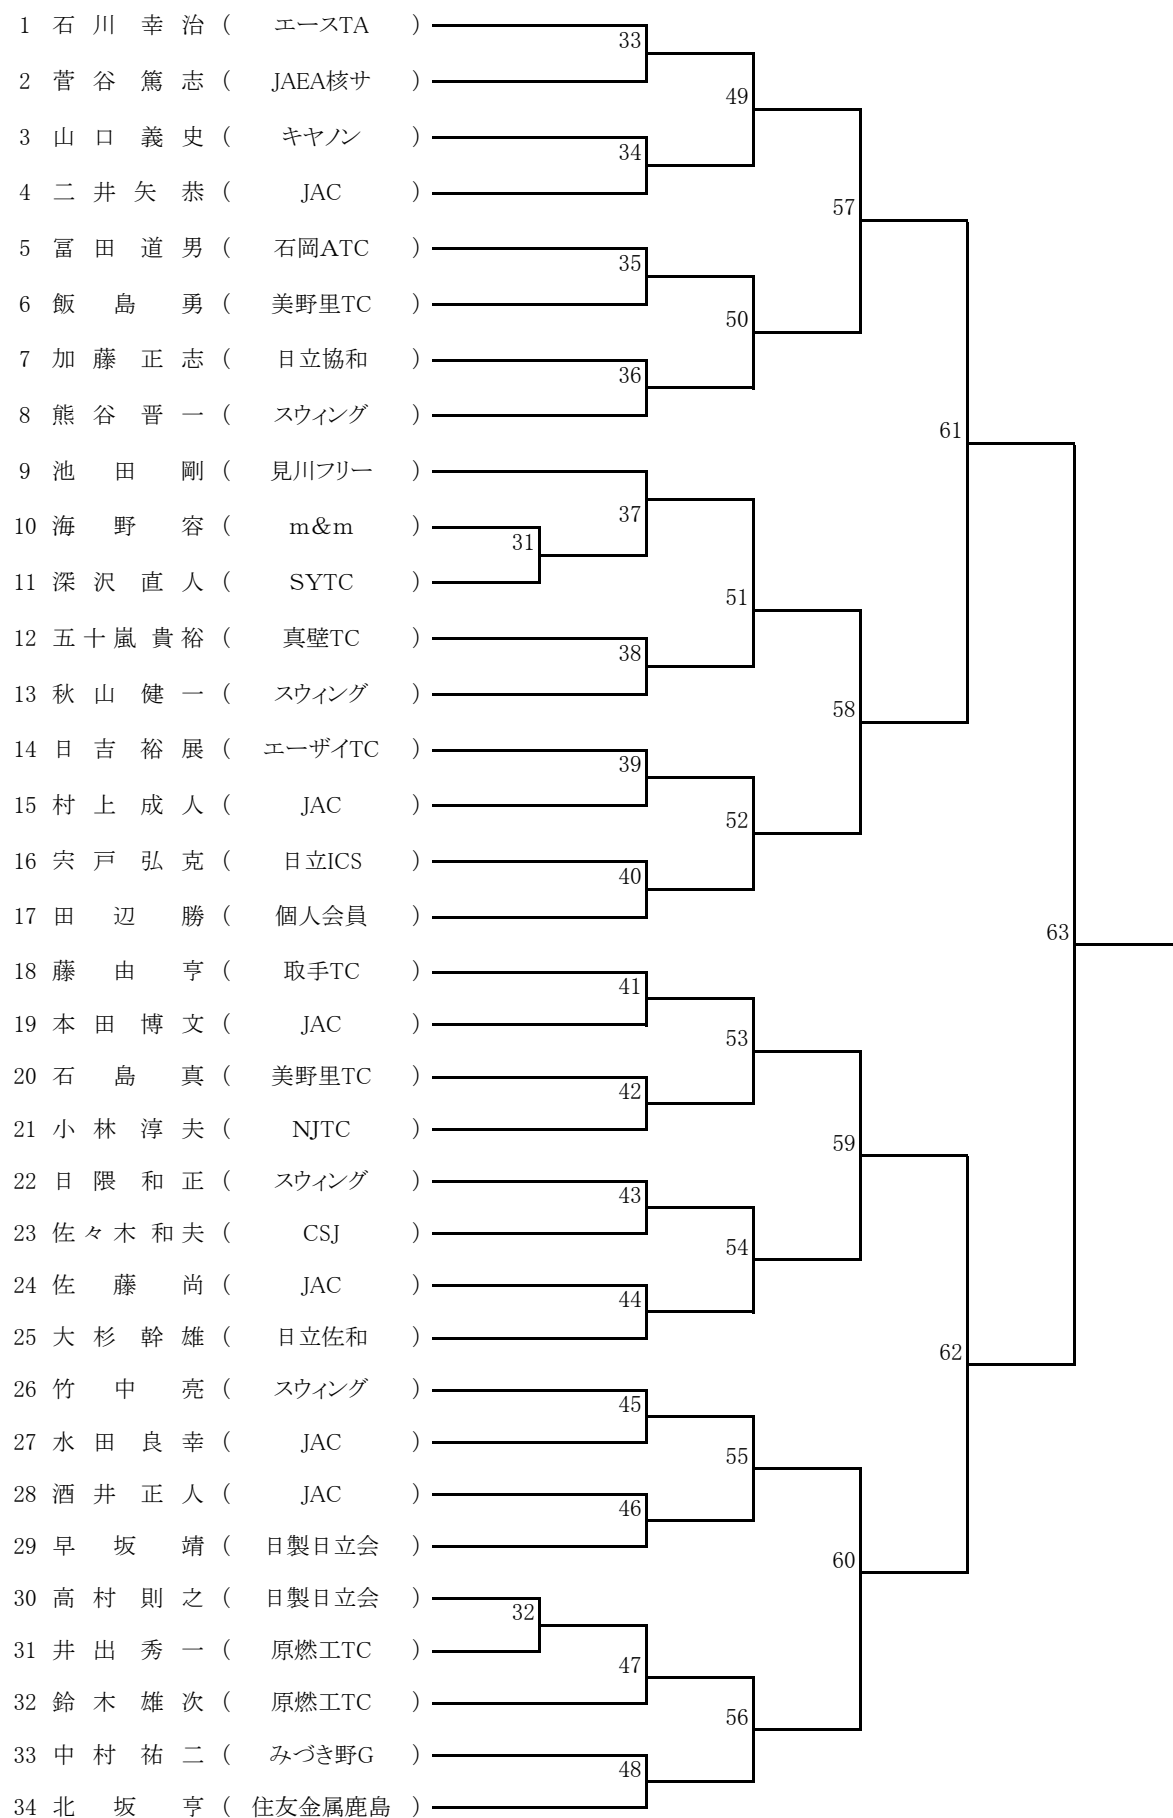 1 石川 幸治 ( エースTA )
33
2 菅谷 篤志 ( JAEA核サ )
49
3 山口 義史 ( キヤノン )
34
4 二井矢 恭 ( JAC )
57
5 冨田 道男 ( 石岡ATC )
35
6 飯島 勇 ( 美野里TC )
50
7 加藤 正志 ( 日立協和 )
36
8 熊谷 晋一 ( スウィング )
61
9 池田 剛 ( 見川フリー )
37
10 海野 容 ( m&m )
31
11 深沢 直人 ( SYTC )
51
12 五十嵐 貴裕 ( 真壁TC )
38
13 秋山 健一 ( スウィング )
58
14 日吉 裕展 ( エーザイTC )
39
15 村上 成人 ( JAC )
52
16 宍戸 弘克 ( 日立ICS )
40
17 田辺 勝 ( 個人会員 )
63
18 藤由 亨 ( 取手TC )
41
19 本田 博文 ( JAC )
53
20 石島 真 ( 美野里TC )
42
21 小林 淳夫 ( NJTC )
59
22 日隈 和正 ( スウィング )
43
23 佐々木 和夫 ( CSJ )
54
24 佐藤 尚 ( JAC )
44
25 大杉 幹雄 ( 日立佐和 )
62
26 竹中 亮 ( スウィング )
45
27 水田 良幸 ( JAC )
55
28 酒井 正人 ( JAC )
46
29 早坂 靖 ( 日製日立会 )
60
30 高村 則之 ( 日製日立会 )
32
31 井出 秀一 ( 原燃工TC )
47
32 鈴木 雄次 ( 原燃工TC )
56
33 中村 祐二 ( みづき野G )
48
34 北坂 亨 ( 住友金属鹿島 )